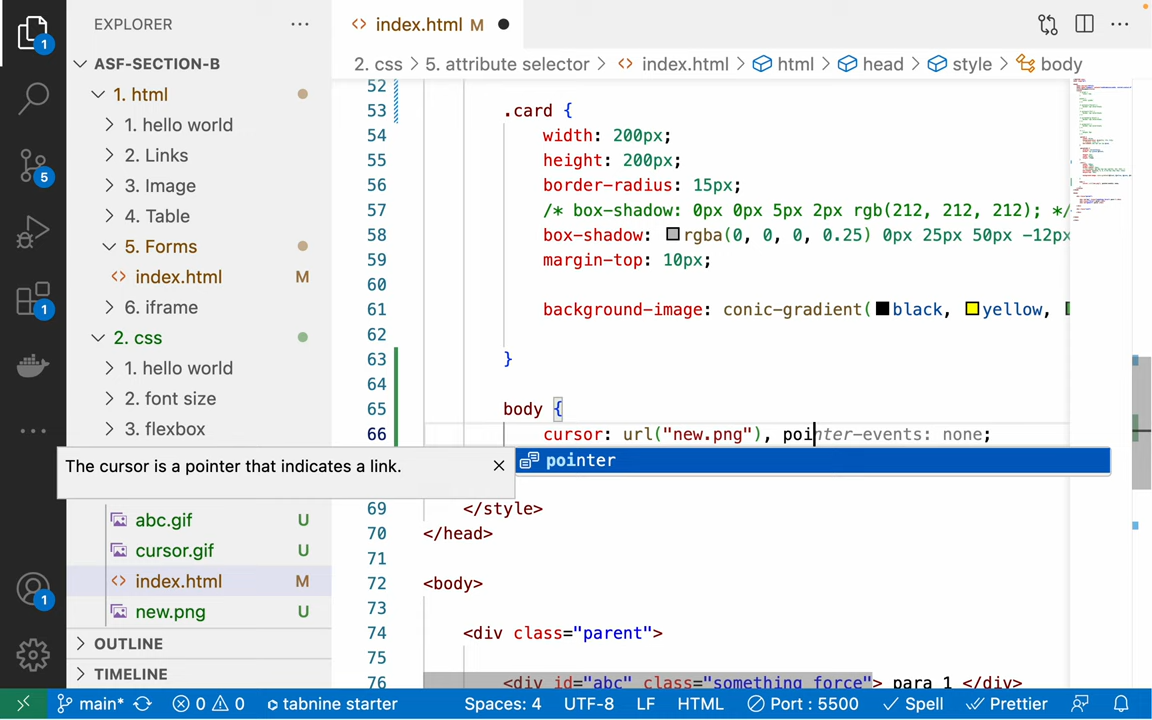 EXPLORER
index.html M
ASF-SECTION-B
2. css > 5. attribute selector > index.html > html > head > style > body
1. html
1. hello world
2. Links
3. Image
4. Table
5. Forms
index.html M
6. iframe
2. css
1. hello world
2. font size
3. flexbox
abc.gif U
cursor.gif U
index.html M
new.png U
OUTLINE
TIMELINE
1
5
1
1
52
53 .card {
54 width: 200px;
55 height: 200px;
56 border-radius: 15px;
57 /* box-shadow: 0px 0px 5px 2px rgb(212, 212, 212); */
58 box-shadow: rgba(0, 0, 0, 0.25) 0px 25px 50px -12px
59 margin-top: 10px;
60
61 background-image: conic-gradient(black, yellow,
62
63 }
64
65 body {
66 cursor: url("new.png"), pointer-events: none;
The cursor is a pointer that indicates a link. ×
pointer
69 </style>
70 </head>
71
72 <body>
73
74 <div class="parent">
75
76 <div id="abc" class="something force"> para 1 </div>
main* 0 0 tabnine starter Spaces: 4 UTF-8 LF HTML Port : 5500 Spell Prettier